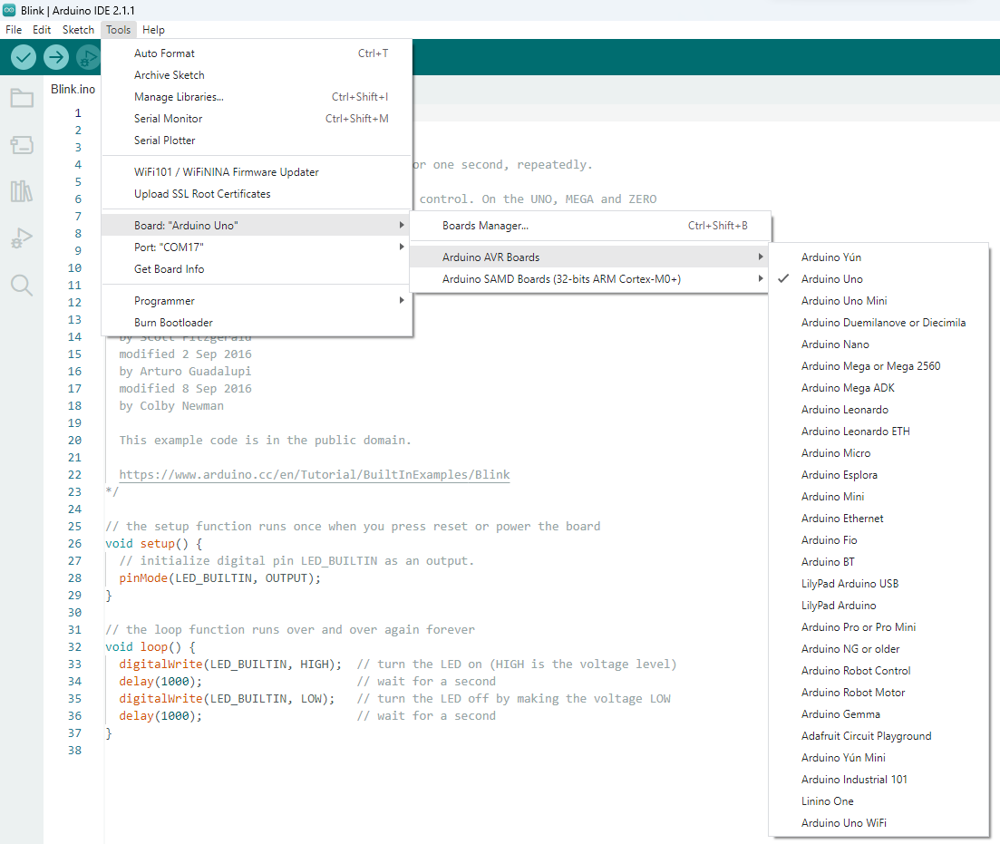 Blink | Arduino IDE 2.1.1
File Edit Sketch Tools Help
Blink.ino
Auto Format Ctrl+T
Archive Sketch
Manage Libraries... Ctrl+Shift+I
Serial Monitor Ctrl+Shift+M
Serial Plotter
WiFi101 / WiFiNINA Firmware Updater
Upload SSL Root Certificates
Board: "Arduino Uno"
Port: "COM17"
Get Board Info
Programmer
Burn Bootloader
Boards Manager... Ctrl+Shift+B
Arduino AVR Boards
Arduino SAMD Boards (32-bits ARM Cortex-M0+)
Arduino Yún
Arduino Uno
Arduino Uno Mini
Arduino Duemilanove or Diecimila
Arduino Nano
Arduino Mega or Mega 2560
Arduino Mega ADK
Arduino Leonardo
Arduino Leonardo ETH
Arduino Micro
Arduino Esplora
Arduino Mini
Arduino Ethernet
Arduino Fio
Arduino BT
LilyPad Arduino USB
LilyPad Arduino
Arduino Pro or Pro Mini
Arduino NG or older
Arduino Robot Control
Arduino Robot Motor
Arduino Gemma
Adafruit Circuit Playground
Arduino Yún Mini
Arduino Industrial 101
Linino One
Arduino Uno WiFi
1
2
3
4 or one second, repeatedly.
5
6 control. On the UNO, MEGA and ZERO
7
8
9
10
11
12
13
14 by Scott Fitzgerald
15 modified 2 Sep 2016
16 by Arturo Guadalupi
17 modified 8 Sep 2016
18 by Colby Newman
19
20 This example code is in the public domain.
21
22 https://www.arduino.cc/en/Tutorial/BuiltInExamples/Blink
23 */
24
25 // the setup function runs once when you press reset or power the board
26 void setup() {
27 // initialize digital pin LED_BUILTIN as an output.
28 pinMode(LED_BUILTIN, OUTPUT);
29 }
30
31 // the loop function runs over and over again forever
32 void loop() {
33 digitalWrite(LED_BUILTIN, HIGH); // turn the LED on (HIGH is the voltage level)
34 delay(1000); // wait for a second
35 digitalWrite(LED_BUILTIN, LOW); // turn the LED off by making the voltage LOW
36 delay(1000); // wait for a second
37 }
38